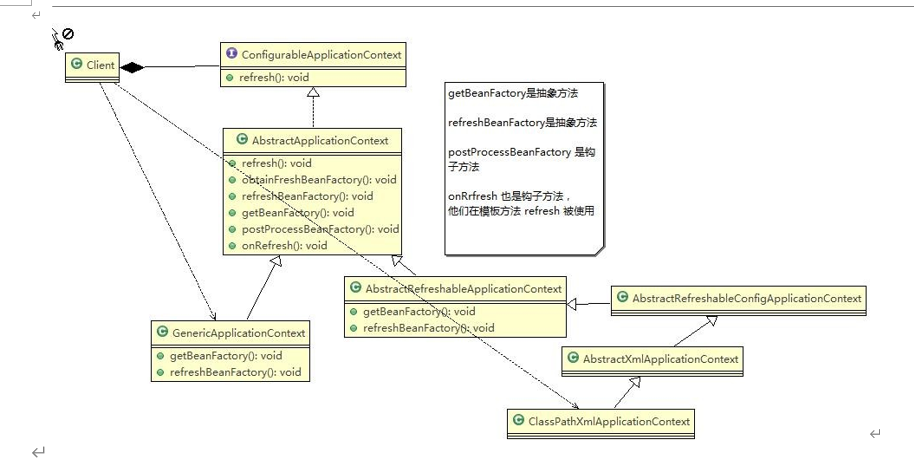 Client
ConfigurableApplicationContext
refresh(): void
AbstractApplicationContext
refresh(): void
obtainFreshBeanFactory(): void
refreshBeanFactory(): void
getBeanFactory(): void
postProcessBeanFactory(): void
onRefresh(): void
getBeanFactory是抽象方法
refreshBeanFactory是抽象方法
postProcessBeanFactory 是钩
子方法
onRrfresh 也是钩子方法，
他们在模板方法 refresh 被使用
AbstractRefreshableApplicationContext
getBeanFactory(): void
refreshBeanFactory(): void
AbstractRefreshableConfigApplicationContext
GenericApplicationContext
getBeanFactory(): void
refreshBeanFactory(): void
AbstractXmlApplicationContext
ClassPathXmlApplicationContext